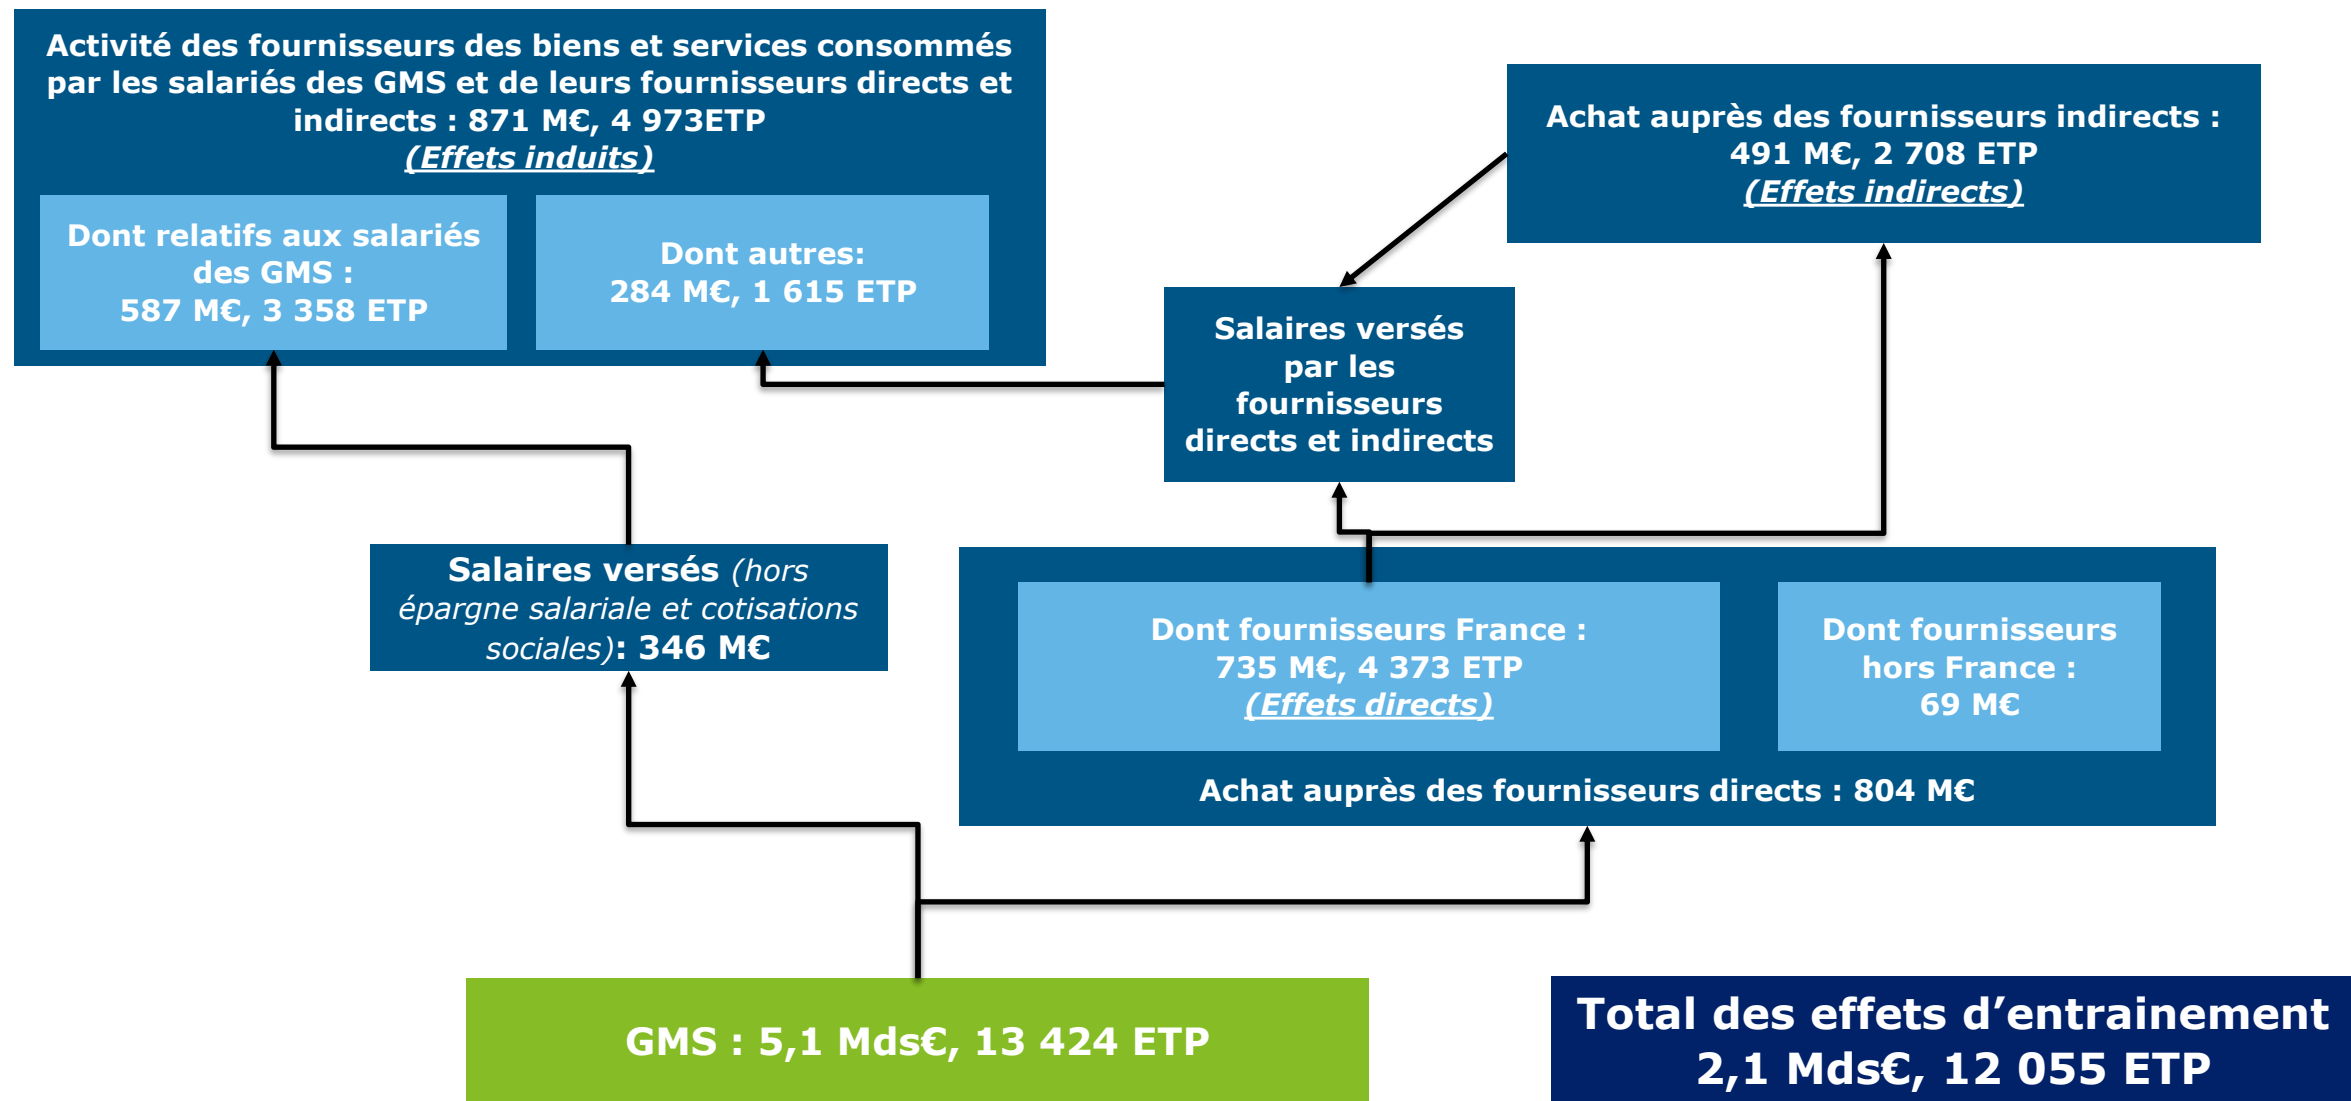 Activité des fournisseurs des biens et services consommés
par les salariés des GMS et de leurs fournisseurs directs et
indirects : 871 M€, 4 973ETP
(Effets induits)
Dont relatifs aux salariés
des GMS :
587 M€, 3 358 ETP
Dont autres:
284 M€, 1 615 ETP
Achat auprès des fournisseurs indirects :
491 M€, 2 708 ETP
(Effets indirects)
Salaires versés
par les
fournisseurs
directs et indirects
Salaires versés (hors
épargne salariale et cotisations
sociales): 346 M€
Dont fournisseurs France :
735 M€, 4 373 ETP
(Effets directs)
Dont fournisseurs
hors France :
69 M€
Achat auprès des fournisseurs directs : 804 M€
GMS : 5,1 Mds€, 13 424 ETP
Total des effets d’entrainement
2,1 Mds€, 12 055 ETP